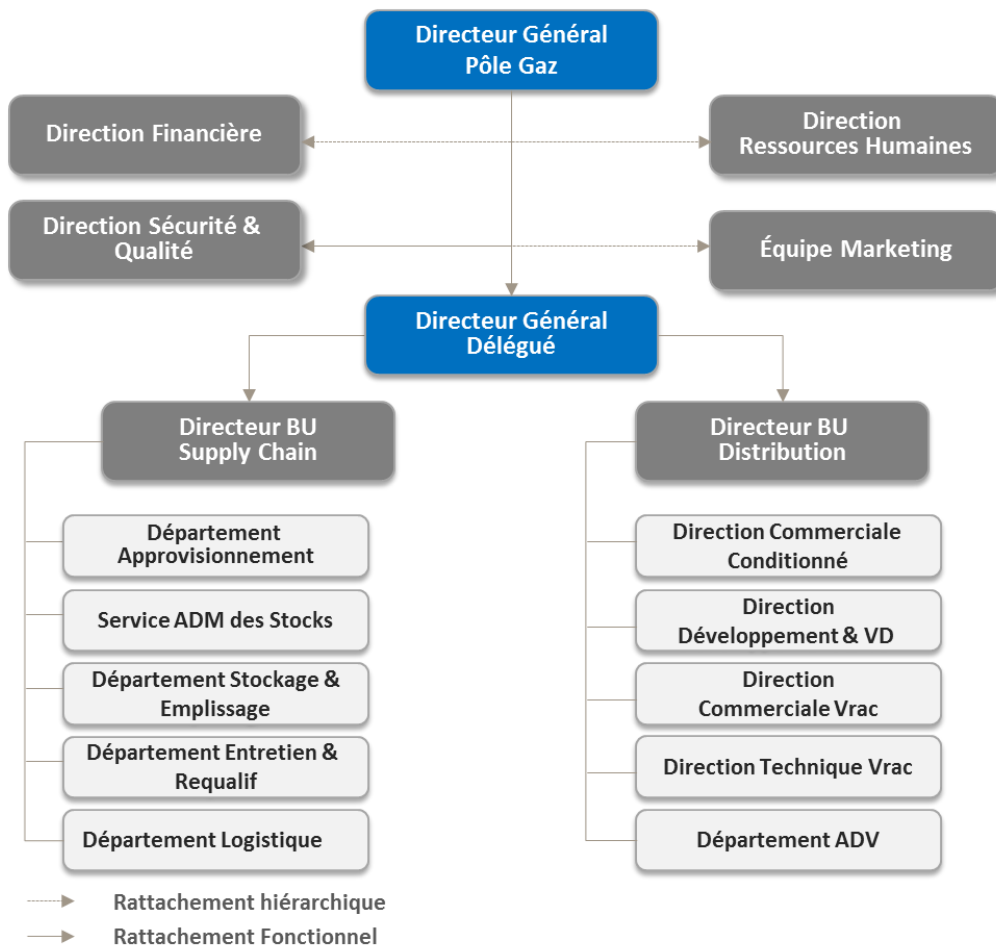 Directeur Général
Pôle Gaz
Direction Financière
Direction
Ressources Humaines
Direction Sécurité &
Qualité
Équipe Marketing
Directeur Général
Délégué
Directeur BU
Supply Chain
Directeur BU
Distribution
Département
Approvisionnement
Service ADM des Stocks
Département Stockage &
Emplissage
Département Entretien &
Requalif
Département Logistique
Direction Commerciale
Conditionné
Direction
Développement & VD
Direction
Commerciale Vrac
Direction Technique Vrac
Département ADV
Rattachement hiérarchique
Rattachement Fonctionnel